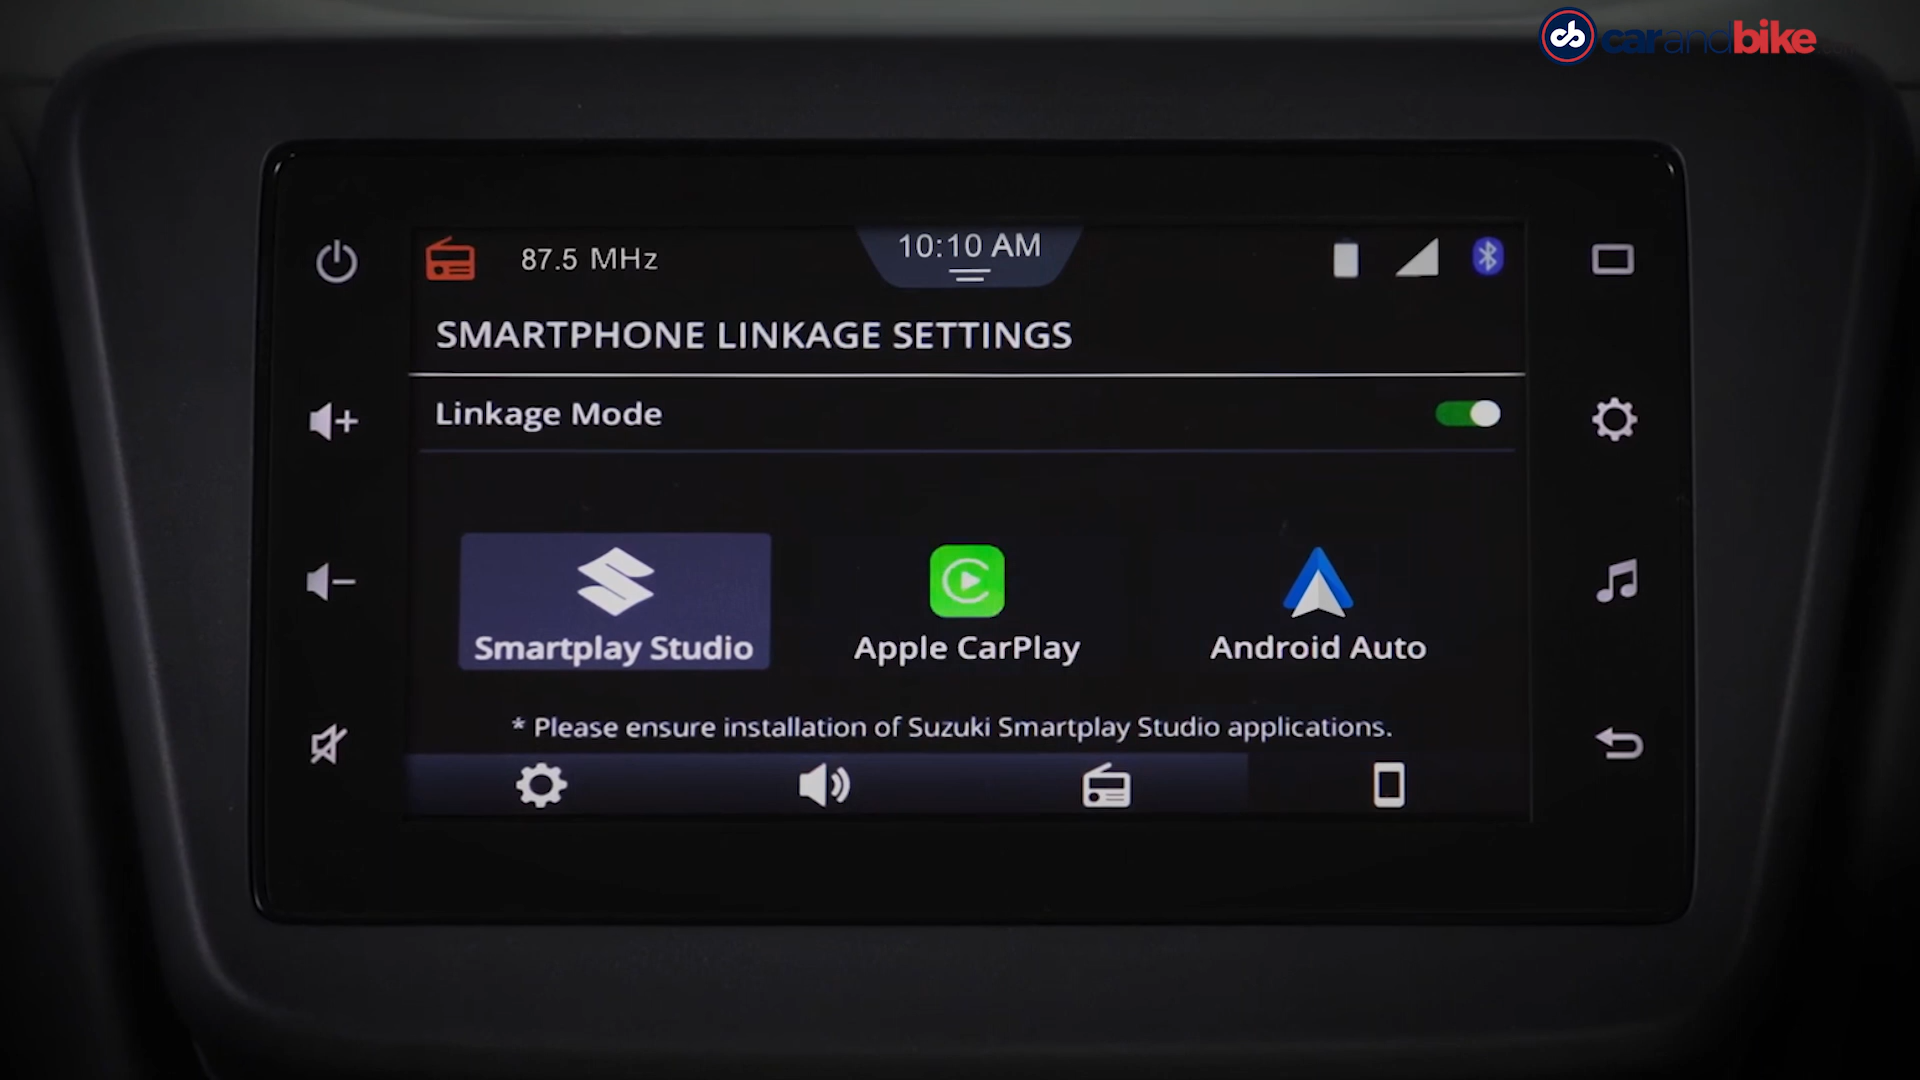 carandbike
87.5 MHz
10:10 AM
SMARTPHONE LINKAGE SETTINGS
Linkage Mode
Smartplay Studio
Apple CarPlay
Android Auto
* Please ensure installation of Suzuki Smartplay Studio applications.